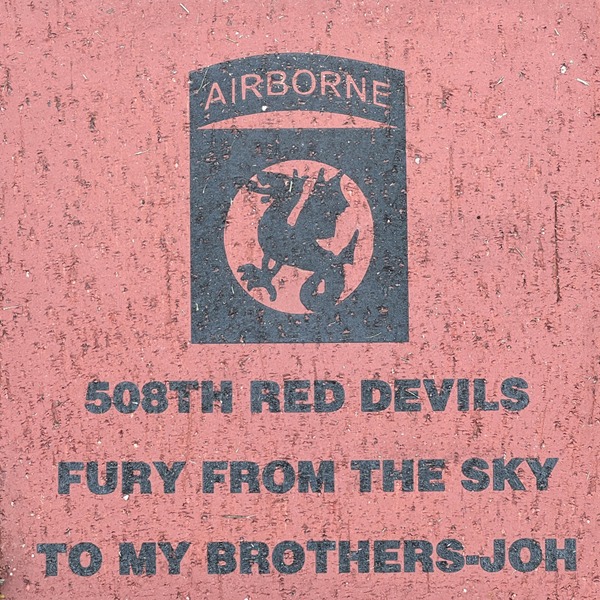 AIRBORNE
508TH RED DEVILS
FURY FROM THE SKY
TO MY BROTHERS-JOH